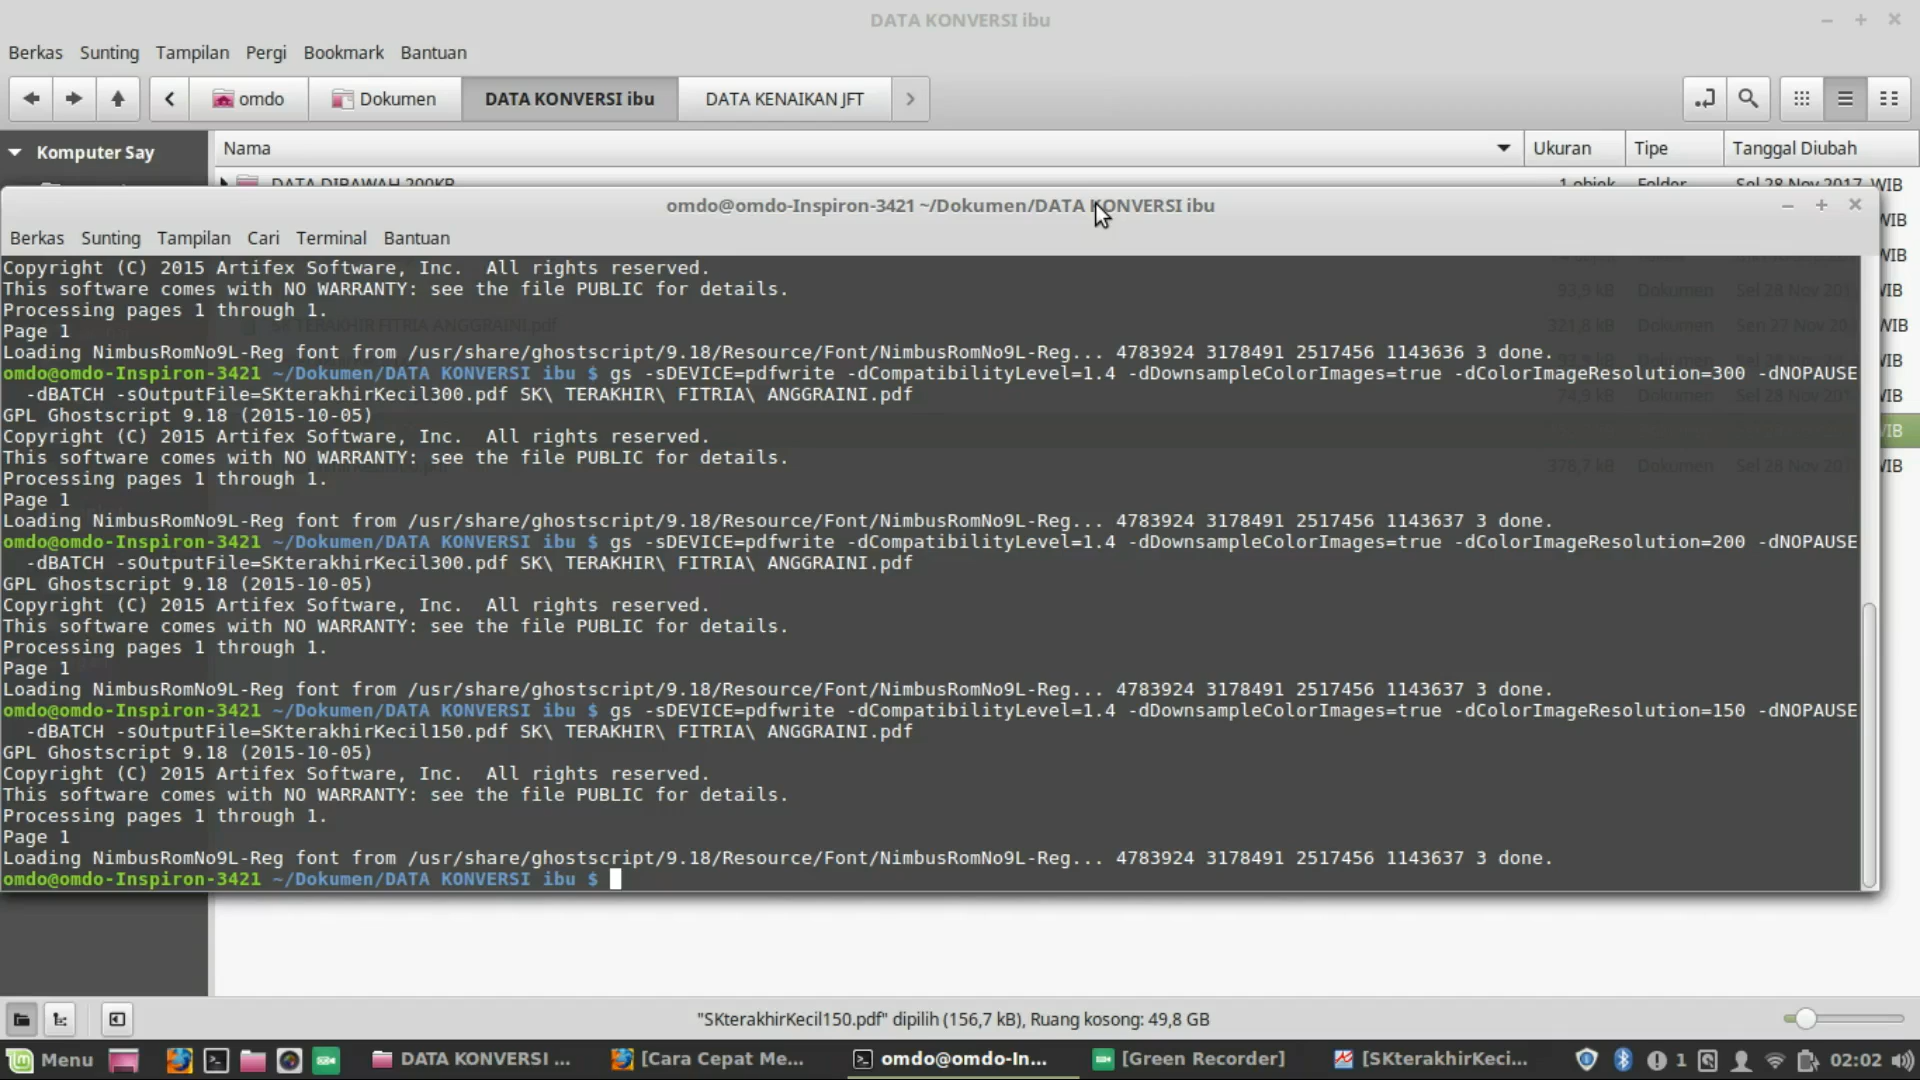 DATA KONVERSI ibu
Berkas Sunting Tampilan Pergi Bookmark Bantuan
omdo Dokumen DATA KONVERSI ibu DATA KENAIKAN JFT
Komputer Say Nama Ukuran Tipe Tanggal Diubah
DATA DIBAWAH 200KB 1 objek Folder Sel 28 Nov 2017 WIB
omdo@omdo-Inspiron-3421 ~/Dokumen/DATA KONVERSI ibu
Berkas Sunting Tampilan Cari Terminal Bantuan
Copyright (C) 2015 Artifex Software, Inc.  All rights reserved.
This software comes with NO WARRANTY: see the file PUBLIC for details.
Processing pages 1 through 1.
Page 1
Loading NimbusRomNo9L-Reg font from /usr/share/ghostscript/9.18/Resource/Font/NimbusRomNo9L-Reg... 4783924 3178491 2517456 1143636 3 done.
omdo@omdo-Inspiron-3421 ~/Dokumen/DATA KONVERSI ibu $ gs -sDEVICE=pdfwrite -dCompatibilityLevel=1.4 -dDownsampleColorImages=true -dColorImageResolution=300 -dNOPAUSE
-dBATCH -sOutputFile=SKterakhirKecil300.pdf SK\ TERAKHIR\ FITRIA\ ANGGRAINI.pdf
GPL Ghostscript 9.18 (2015-10-05)
Copyright (C) 2015 Artifex Software, Inc.  All rights reserved.
This software comes with NO WARRANTY: see the file PUBLIC for details.
Processing pages 1 through 1.
Page 1
Loading NimbusRomNo9L-Reg font from /usr/share/ghostscript/9.18/Resource/Font/NimbusRomNo9L-Reg... 4783924 3178491 2517456 1143637 3 done.
omdo@omdo-Inspiron-3421 ~/Dokumen/DATA KONVERSI ibu $ gs -sDEVICE=pdfwrite -dCompatibilityLevel=1.4 -dDownsampleColorImages=true -dColorImageResolution=200 -dNOPAUSE
-dBATCH -sOutputFile=SKterakhirKecil300.pdf SK\ TERAKHIR\ FITRIA\ ANGGRAINI.pdf
GPL Ghostscript 9.18 (2015-10-05)
Copyright (C) 2015 Artifex Software, Inc.  All rights reserved.
This software comes with NO WARRANTY: see the file PUBLIC for details.
Processing pages 1 through 1.
Page 1
Loading NimbusRomNo9L-Reg font from /usr/share/ghostscript/9.18/Resource/Font/NimbusRomNo9L-Reg... 4783924 3178491 2517456 1143637 3 done.
omdo@omdo-Inspiron-3421 ~/Dokumen/DATA KONVERSI ibu $ gs -sDEVICE=pdfwrite -dCompatibilityLevel=1.4 -dDownsampleColorImages=true -dColorImageResolution=150 -dNOPAUSE
-dBATCH -sOutputFile=SKterakhirKecil150.pdf SK\ TERAKHIR\ FITRIA\ ANGGRAINI.pdf
GPL Ghostscript 9.18 (2015-10-05)
Copyright (C) 2015 Artifex Software, Inc.  All rights reserved.
This software comes with NO WARRANTY: see the file PUBLIC for details.
Processing pages 1 through 1.
Page 1
Loading NimbusRomNo9L-Reg font from /usr/share/ghostscript/9.18/Resource/Font/NimbusRomNo9L-Reg... 4783924 3178491 2517456 1143637 3 done.
omdo@omdo-Inspiron-3421 ~/Dokumen/DATA KONVERSI ibu $
"SKterakhirKecil150.pdf" dipilih (156,7 kB), Ruang kosong: 49,8 GB
Menu DATA KONVERSI ... [Cara Cepat Me... omdo@omdo-In... [Green Recorder] [SKterakhirKeci... 1 02:02